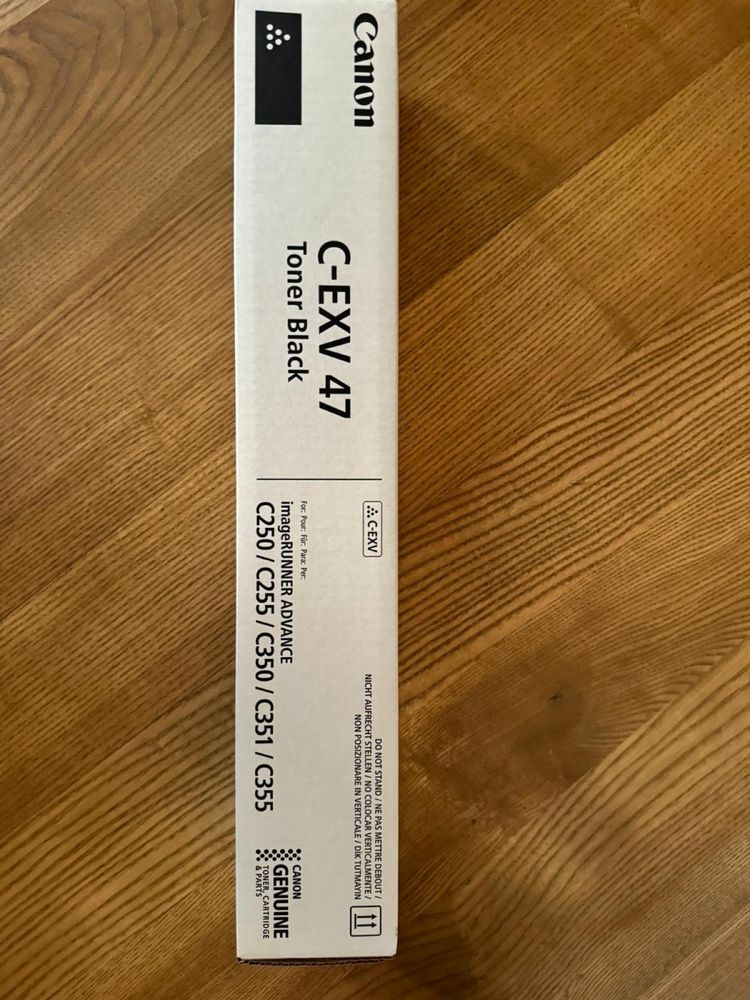 Canon
C-EXV 47
Toner Black
C-EXV
For: Pour: Für: Para: Per:
imageRUNNER ADVANCE
C250 / C255 / C350 / C351 / C355
DO NOT STAND / NE PAS METTRE DEBOUT /
NICHT AUFRECHT STELLEN / NO COLOCAR VERTICALMENTE /
NON POSIZIONARE IN VERTICALE / DİK TUTMAYIN
CANON
GENUINE
TONER, CARTRIDGE
& PARTS